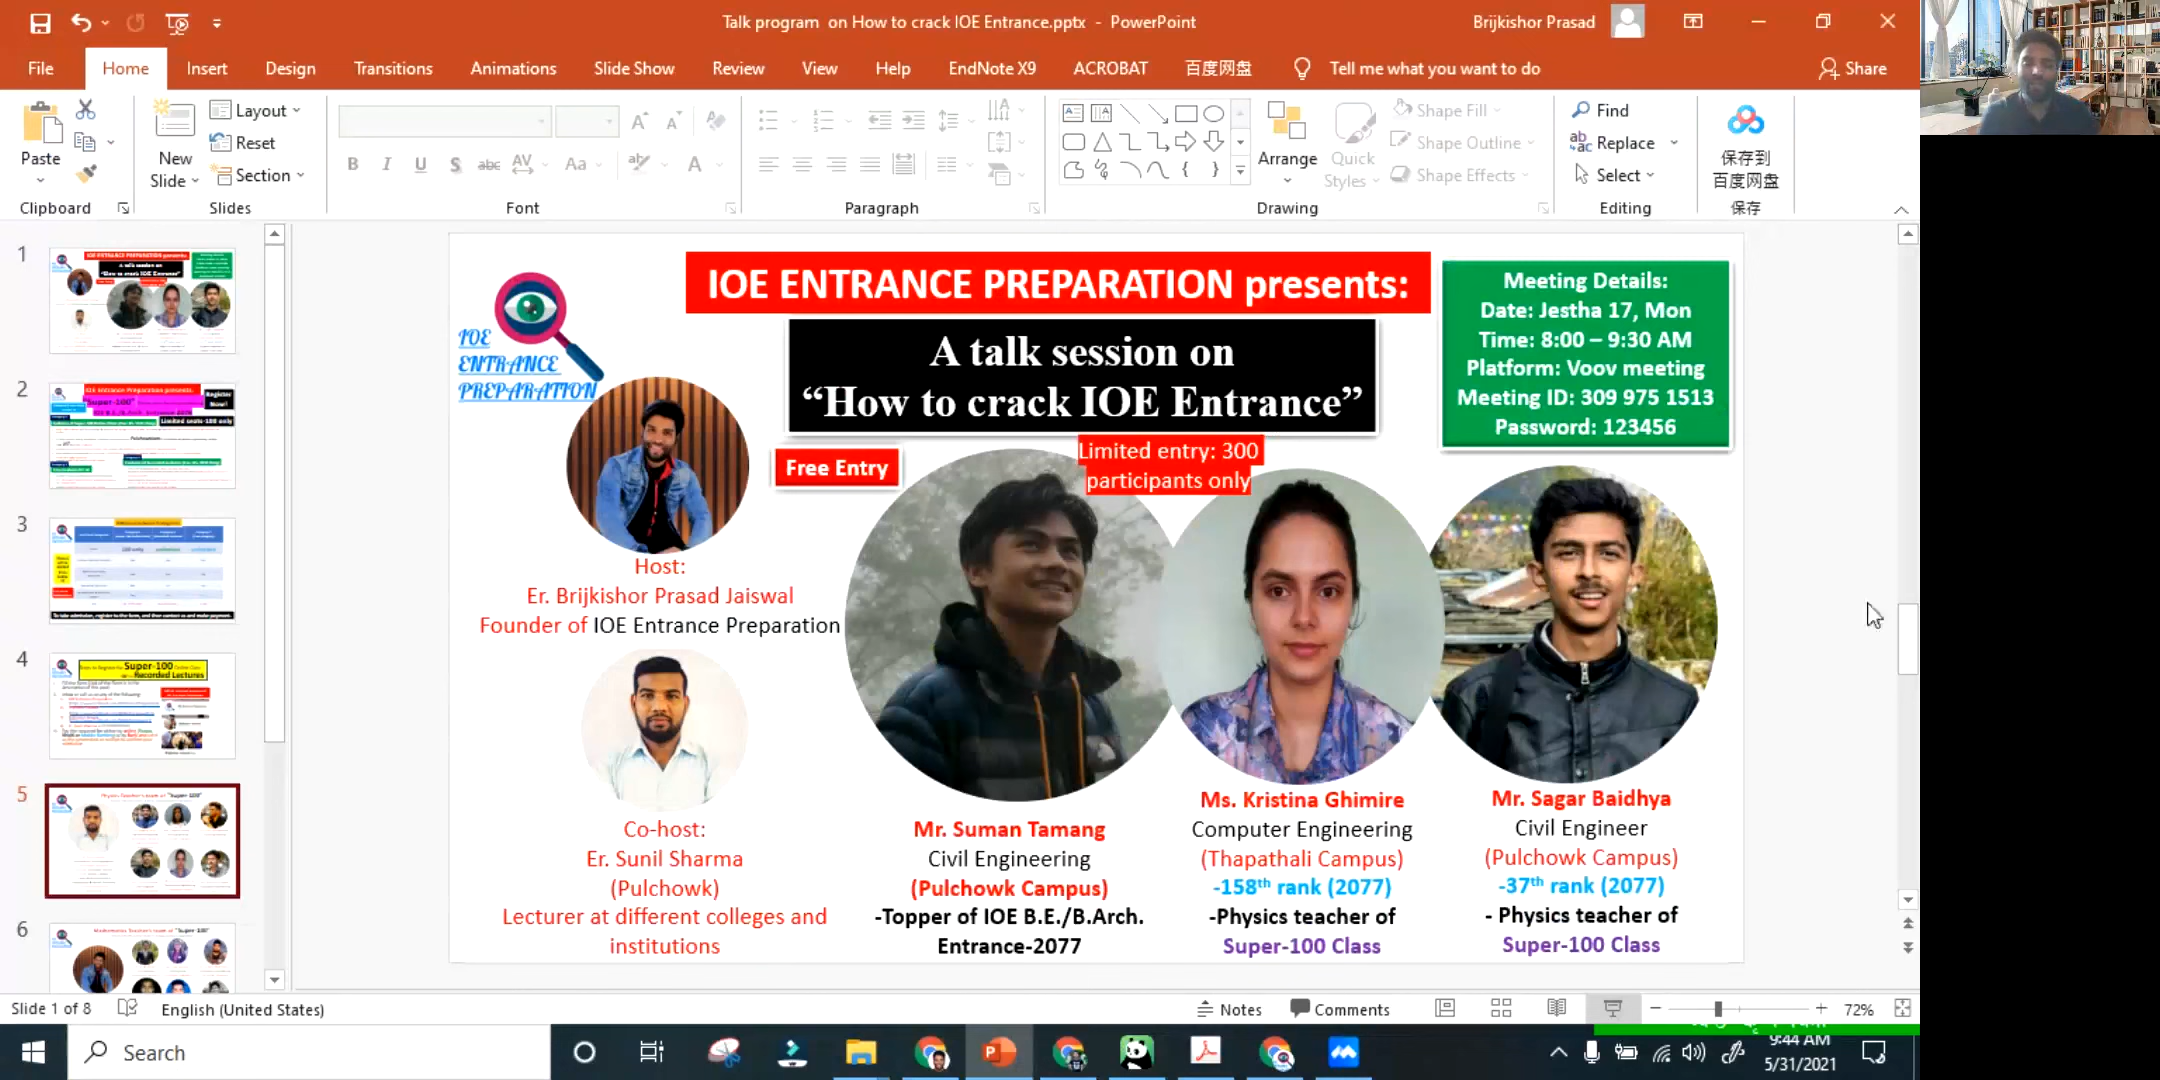 Talk program on How to crack IOE Entrance.pptx - PowerPoint
Brijkishor Prasad
File
Home
Insert
Design
Transitions
Animations
Slide Show
Review
View
Help
EndNote X9
ACROBAT
百度网盘
Tell me what you want to do
Share
Paste
New
Slide
Layout
Reset
Section
Arrange
Quick
Styles
Shape Fill
Shape Outline
Shape Effects
Find
Replace
Select
保存到
百度网盘
Clipboard
Slides
Font
Paragraph
Drawing
Editing
保存
1
2
3
4
5
6
IOE
ENTRANCE
PREPARATION
IOE ENTRANCE PREPARATION presents:
A talk session on
“How to crack IOE Entrance”
Meeting Details:
Date: Jestha 17, Mon
Time: 8:00 – 9:30 AM
Platform: Voov meeting
Meeting ID: 309 975 1513
Password: 123456
Free Entry
Limited entry: 300
participants only
Host:
Er. Brijkishor Prasad Jaiswal
Founder of IOE Entrance Preparation
Co-host:
Er. Sunil Sharma
(Pulchowk)
Lecturer at different colleges and
institutions
Mr. Suman Tamang
Civil Engineering
(Pulchowk Campus)
-Topper of IOE B.E./B.Arch.
Entrance-2077
Ms. Kristina Ghimire
Computer Engineering
(Thapathali Campus)
-158th rank (2077)
-Physics teacher of
Super-100 Class
Mr. Sagar Baidhya
Civil Engineer
(Pulchowk Campus)
-37th rank (2077)
- Physics teacher of
Super-100 Class
Slide 1 of 8
English (United States)
Notes
Comments
72%
Search
9:44 AM
5/31/2021